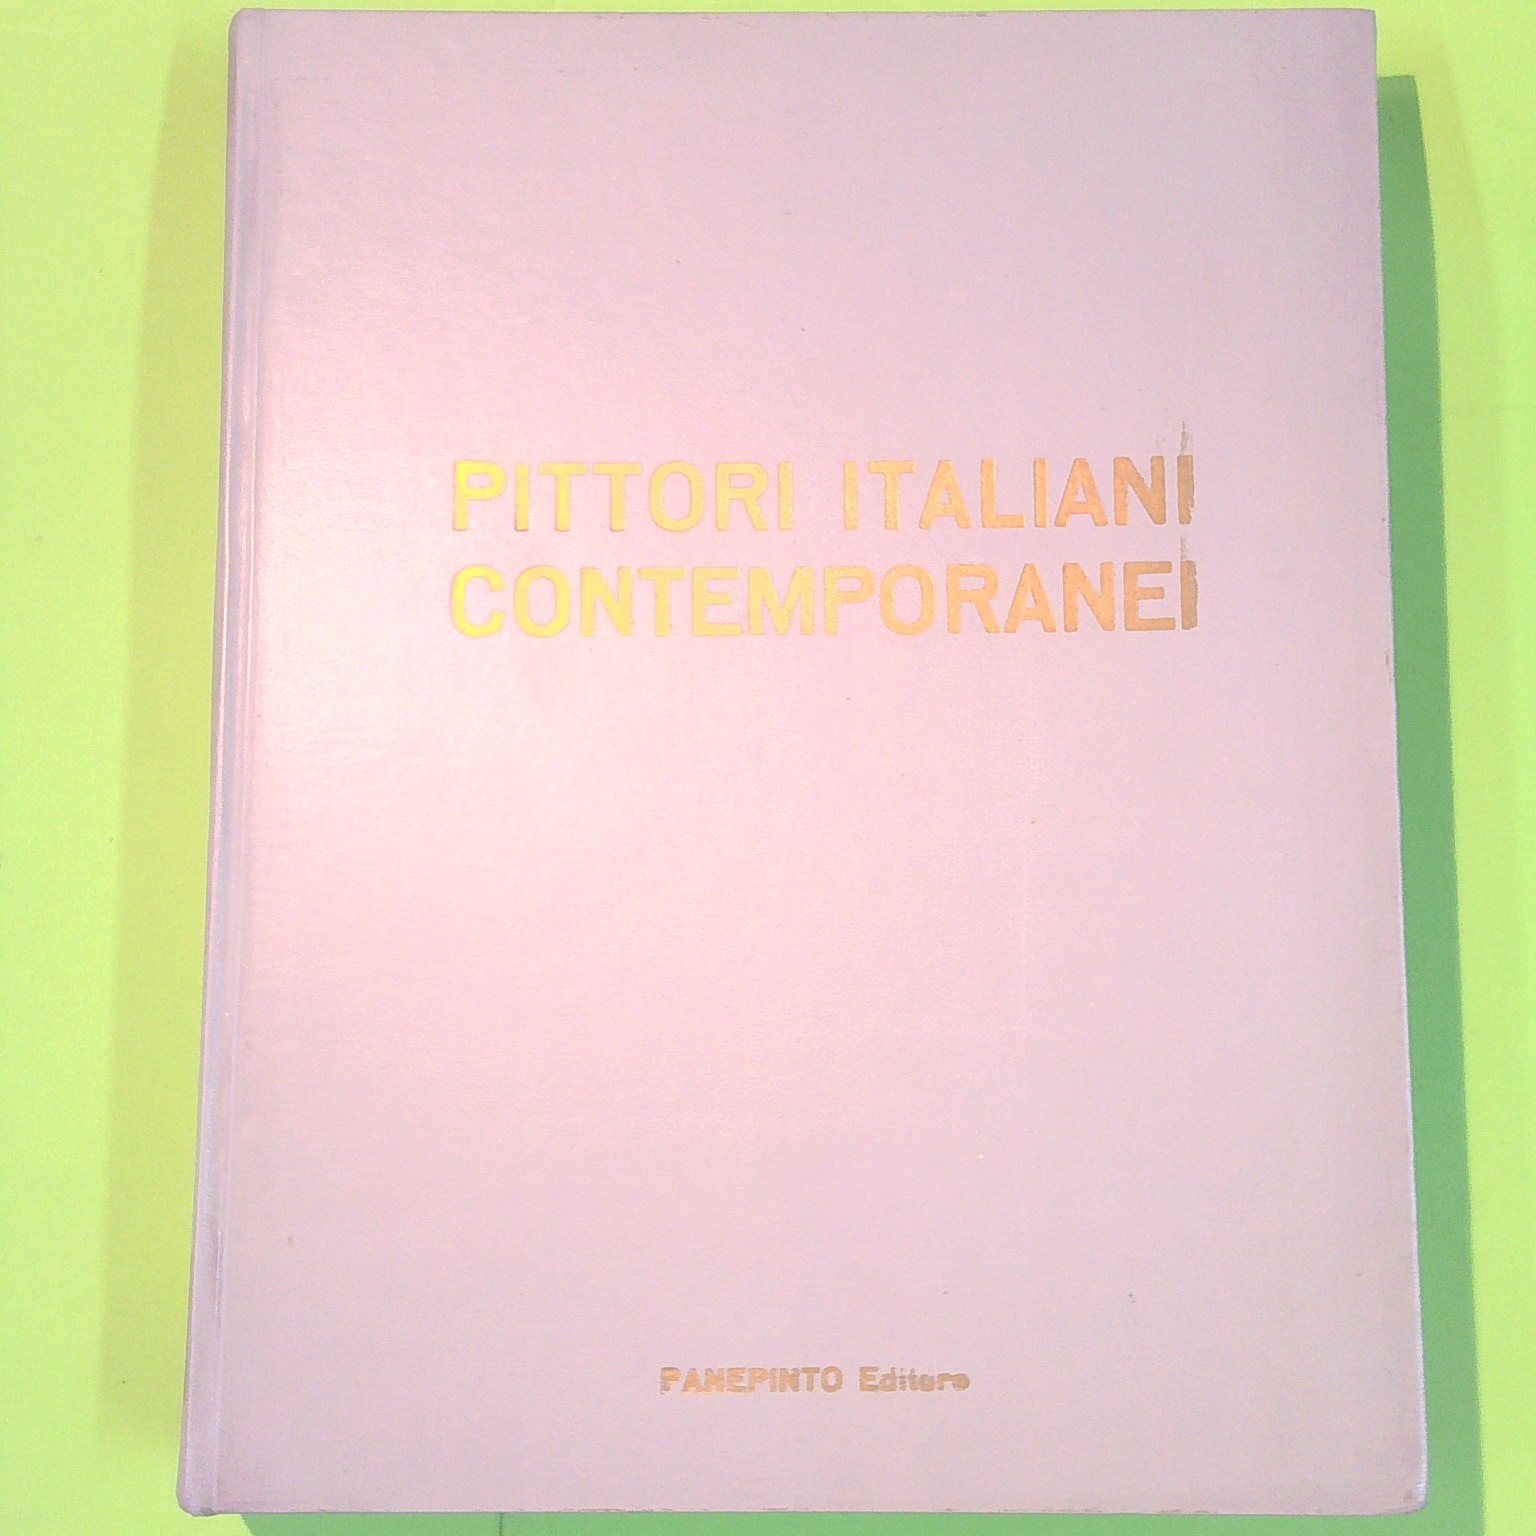 PITTORI ITALIANI
CONTEMPORANEI
PANEPINTO Editore